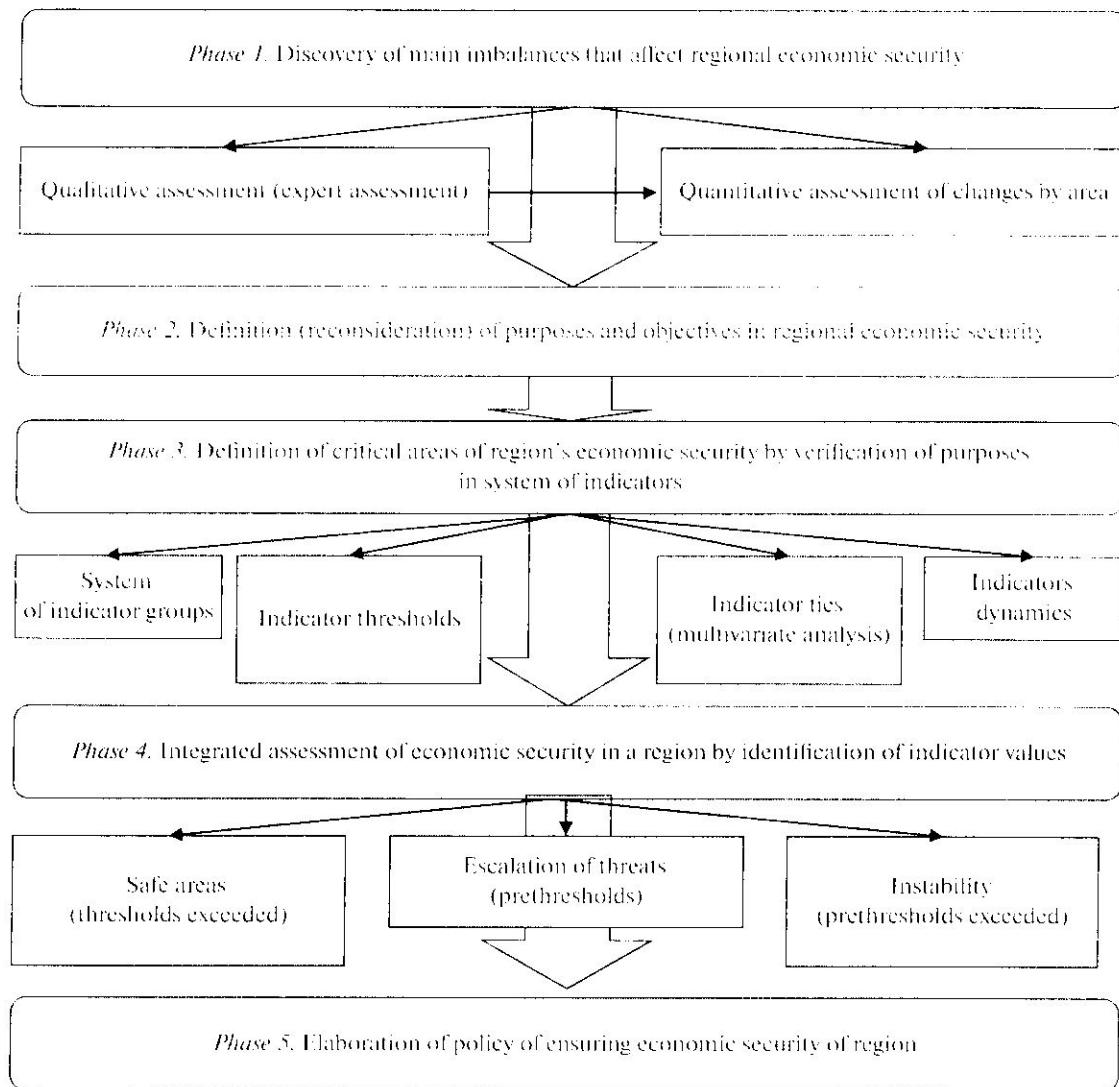 Phase 1. Discovery of main imbalances that affect regional economic security
Qualitative assessment (expert assessment)
Quantitative assessment of changes by area
Phase 2. Definition (reconsideration) of purposes and objectives in regional economic security
Phase 3. Definition of critical areas of region's economic security by verification of purposes
in system of indicators
System
of indicator groups
Indicator thresholds
Indicator ties
(multivariate analysis)
Indicators
dynamics
Phase 4. Integrated assessment of economic security in a region by identification of indicator values
Safe areas
(thresholds exceeded)
Escalation of threats
(prethresholds)
Instability
(prethresholds exceeded)
Phase 5. Elaboration of policy of ensuring economic security of region